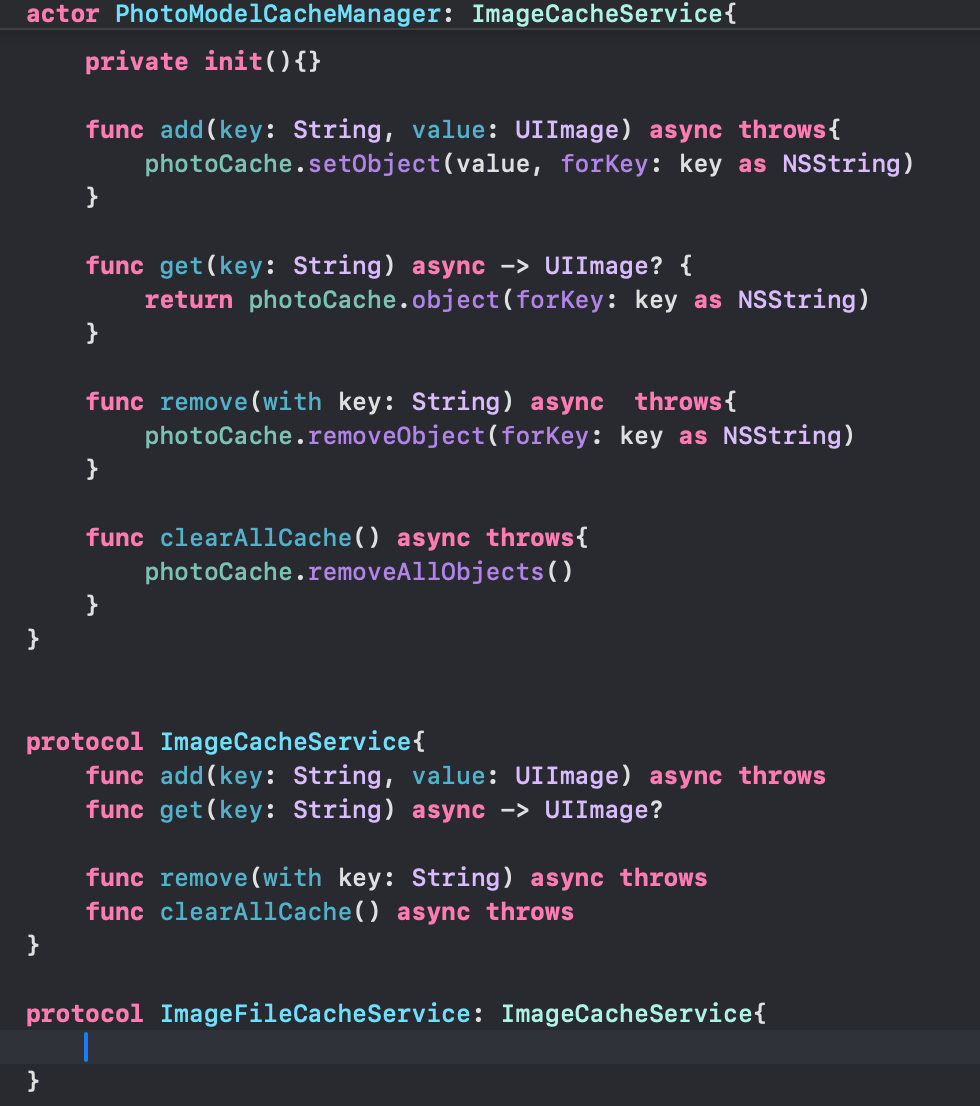 actor PhotoModelCacheManager: ImageCacheService{
    private init(){}
    func add(key: String, value: UIImage) async throws{
        photoCache.setObject(value, forKey: key as NSString)
    }
    func get(key: String) async -> UIImage? {
        return photoCache.object(forKey: key as NSString)
    }
    func remove(with key: String) async  throws{
        photoCache.removeObject(forKey: key as NSString)
    }
    func clearAllCache() async throws{
        photoCache.removeAllObjects()
    }
}
protocol ImageCacheService{
    func add(key: String, value: UIImage) async throws
    func get(key: String) async -> UIImage?
    func remove(with key: String) async throws
    func clearAllCache() async throws
}
protocol ImageFileCacheService: ImageCacheService{
}